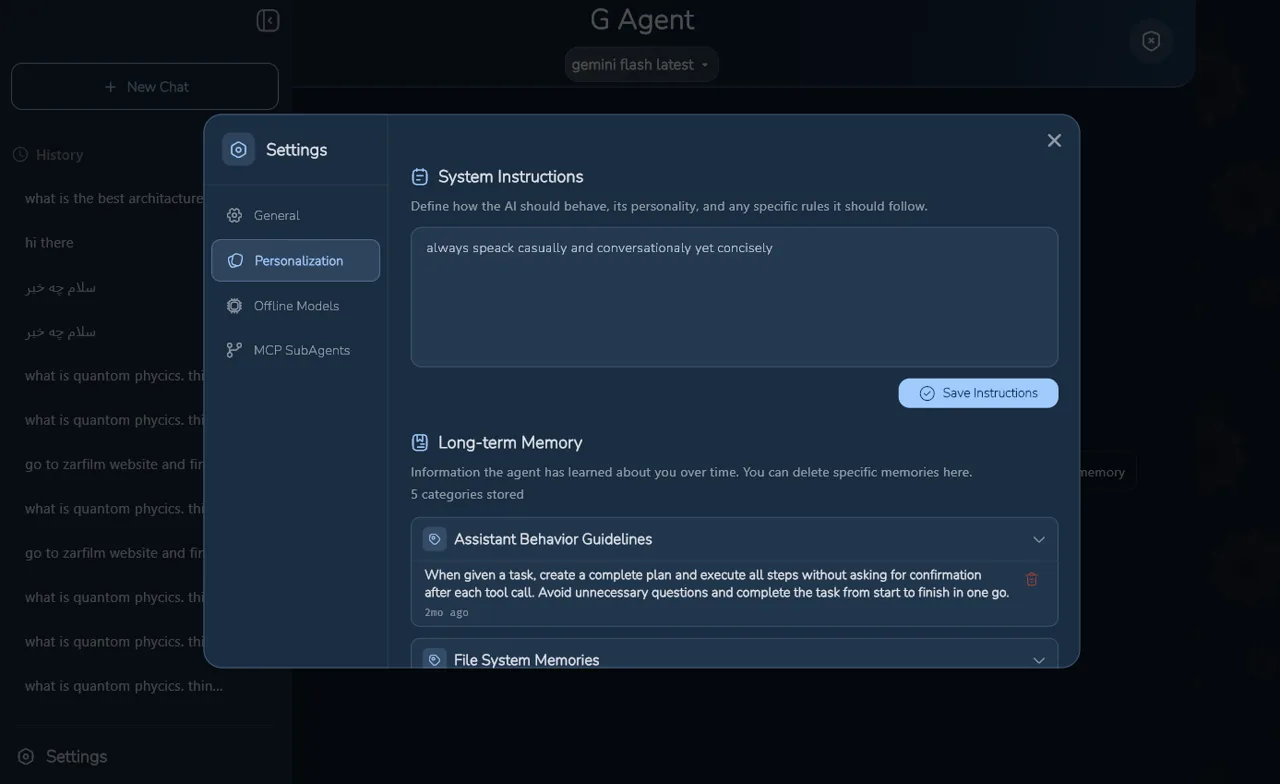 G Agent
gemini flash latest
New Chat
History
what is the best architacture
hi there
سلام چه خبر
سلام چه خبر
what is quantom phycics. thi
what is quantom phycics. thi
go to zarfilm website and fir
what is quantom phycics. thi
go to zarfilm website and fir
what is quantom phycics. thi
what is quantom phycics. thi
what is quantom phycics. thin...
Settings
Settings
General
Personalization
Offline Models
MCP SubAgents
System Instructions
Define how the AI should behave, its personality, and any specific rules it should follow.
always speack casually and conversationaly yet concisely
Save Instructions
Long-term Memory
Information the agent has learned about you over time. You can delete specific memories here.
5 categories stored
Assistant Behavior Guidelines
When given a task, create a complete plan and execute all steps without asking for confirmation
after each tool call. Avoid unnecessary questions and complete the task from start to finish in one go.
2mo ago
File System Memories
memory